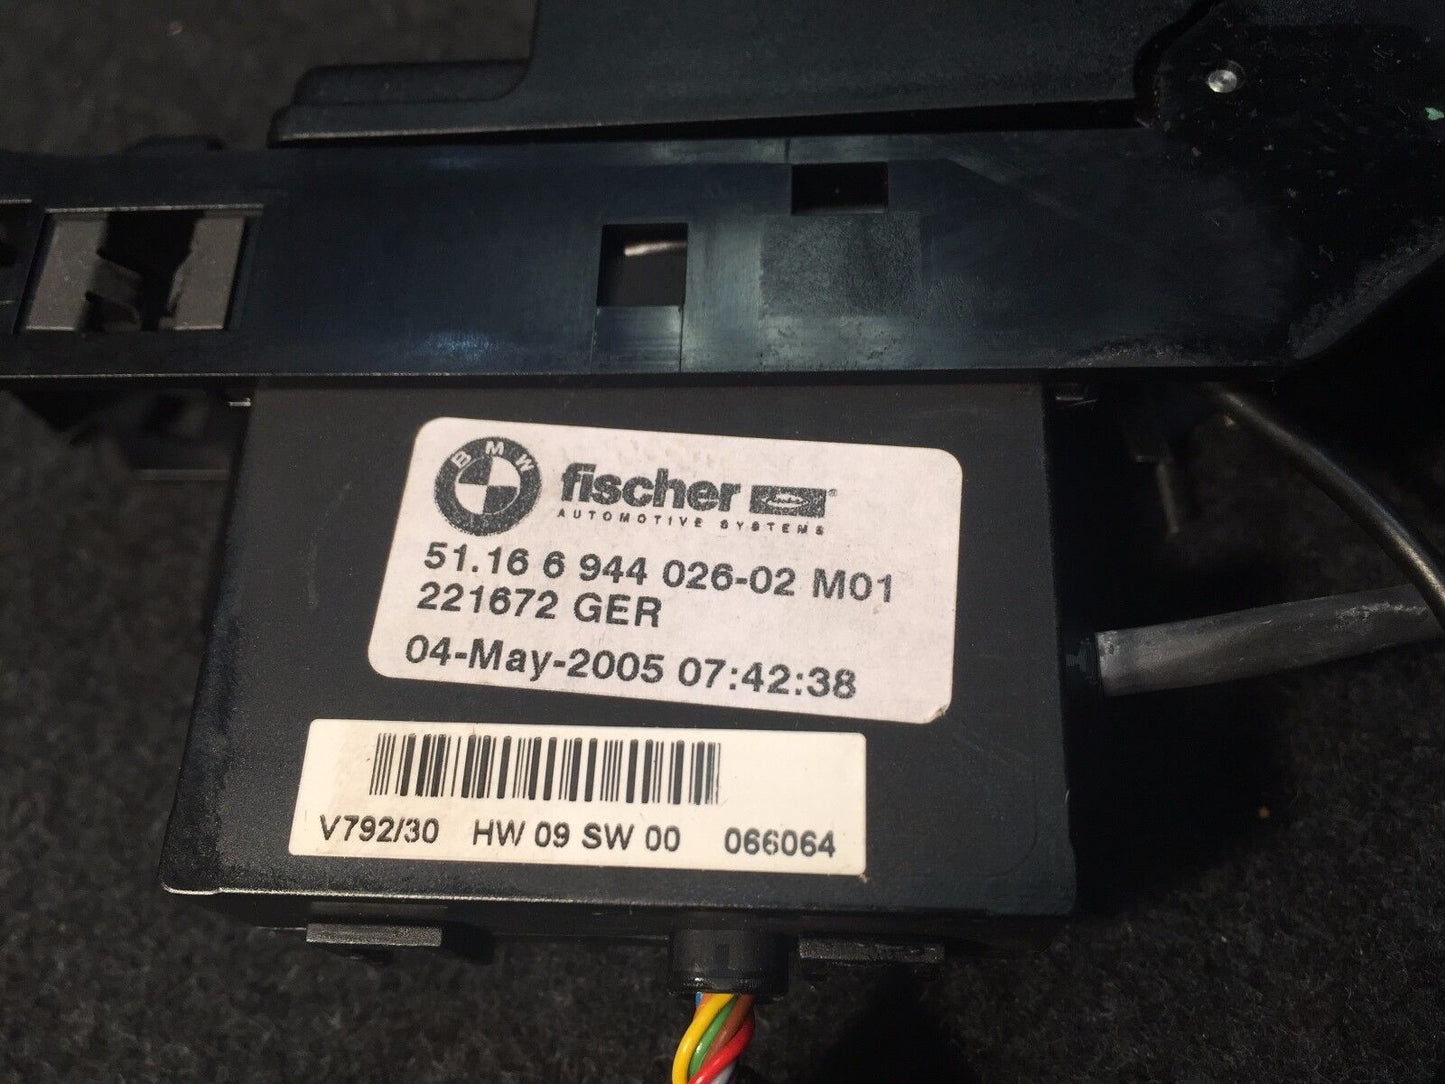 BMW
fischer
AUTOMOTIVE SYSTEMS
51.16 6 944 026-02 M01
221672 GER
04-May-2005 07:42:38
V792/30 HW 09 SW 00 066064